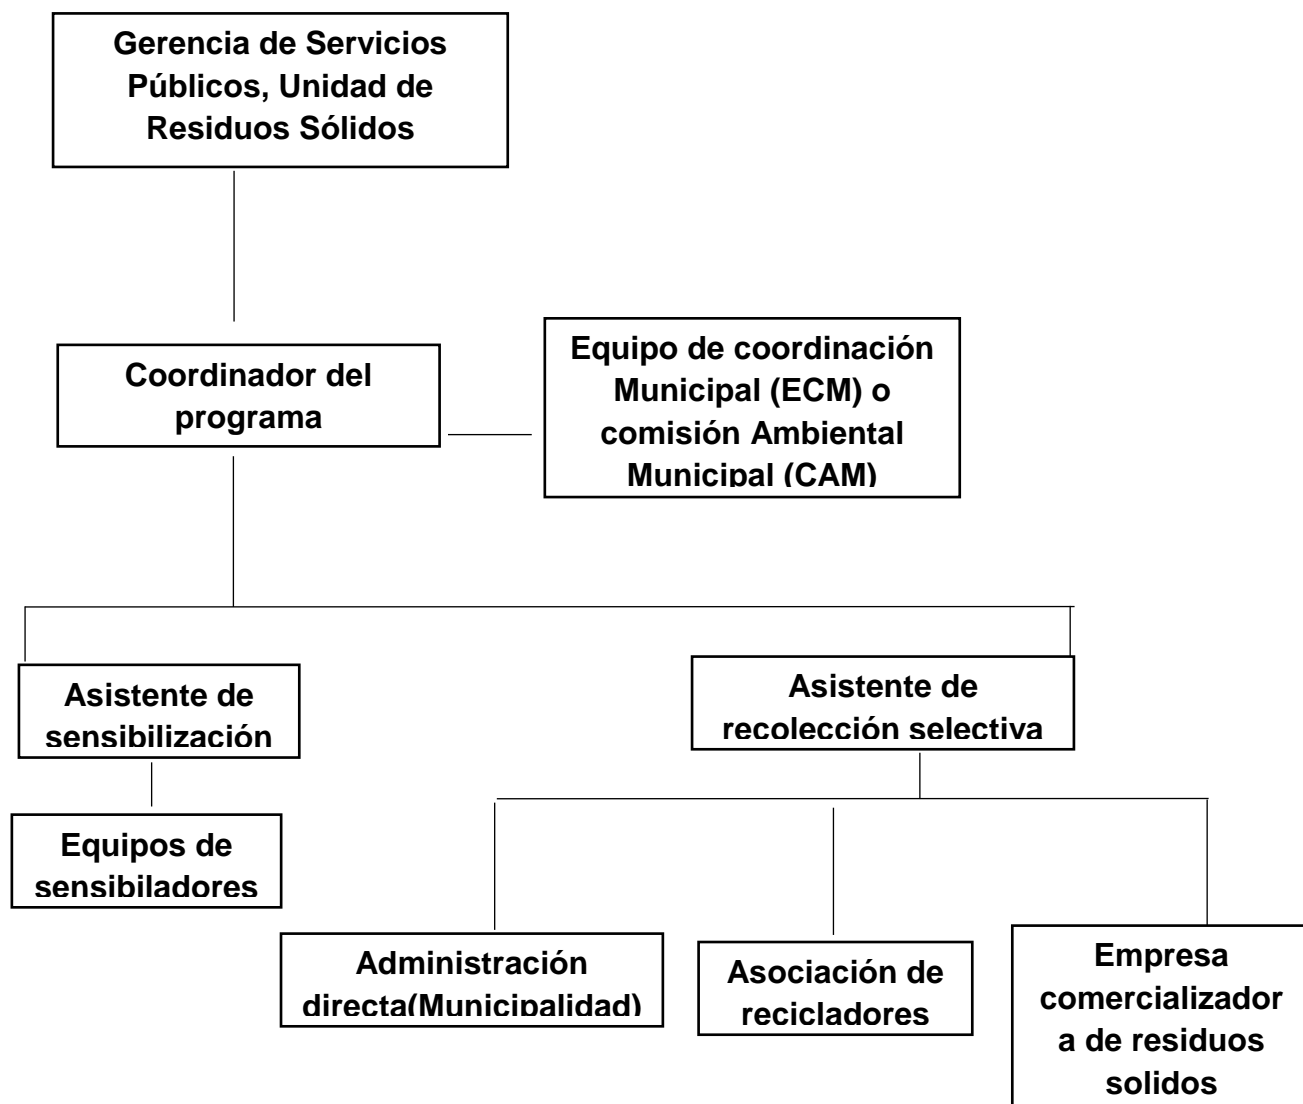 Gerencia de Servicios
Públicos, Unidad de
Residuos Sólidos
Coordinador del
programa
Equipo de coordinación
Municipal (ECM) o
comisión Ambiental
Municipal (CAM)
Asistente de
sensibilización
Asistente de
recolección selectiva
Equipos de
sensibiladores
Administración
directa(Municipalidad)
Asociación de
recicladores
Empresa
comercializador
a de residuos
solidos